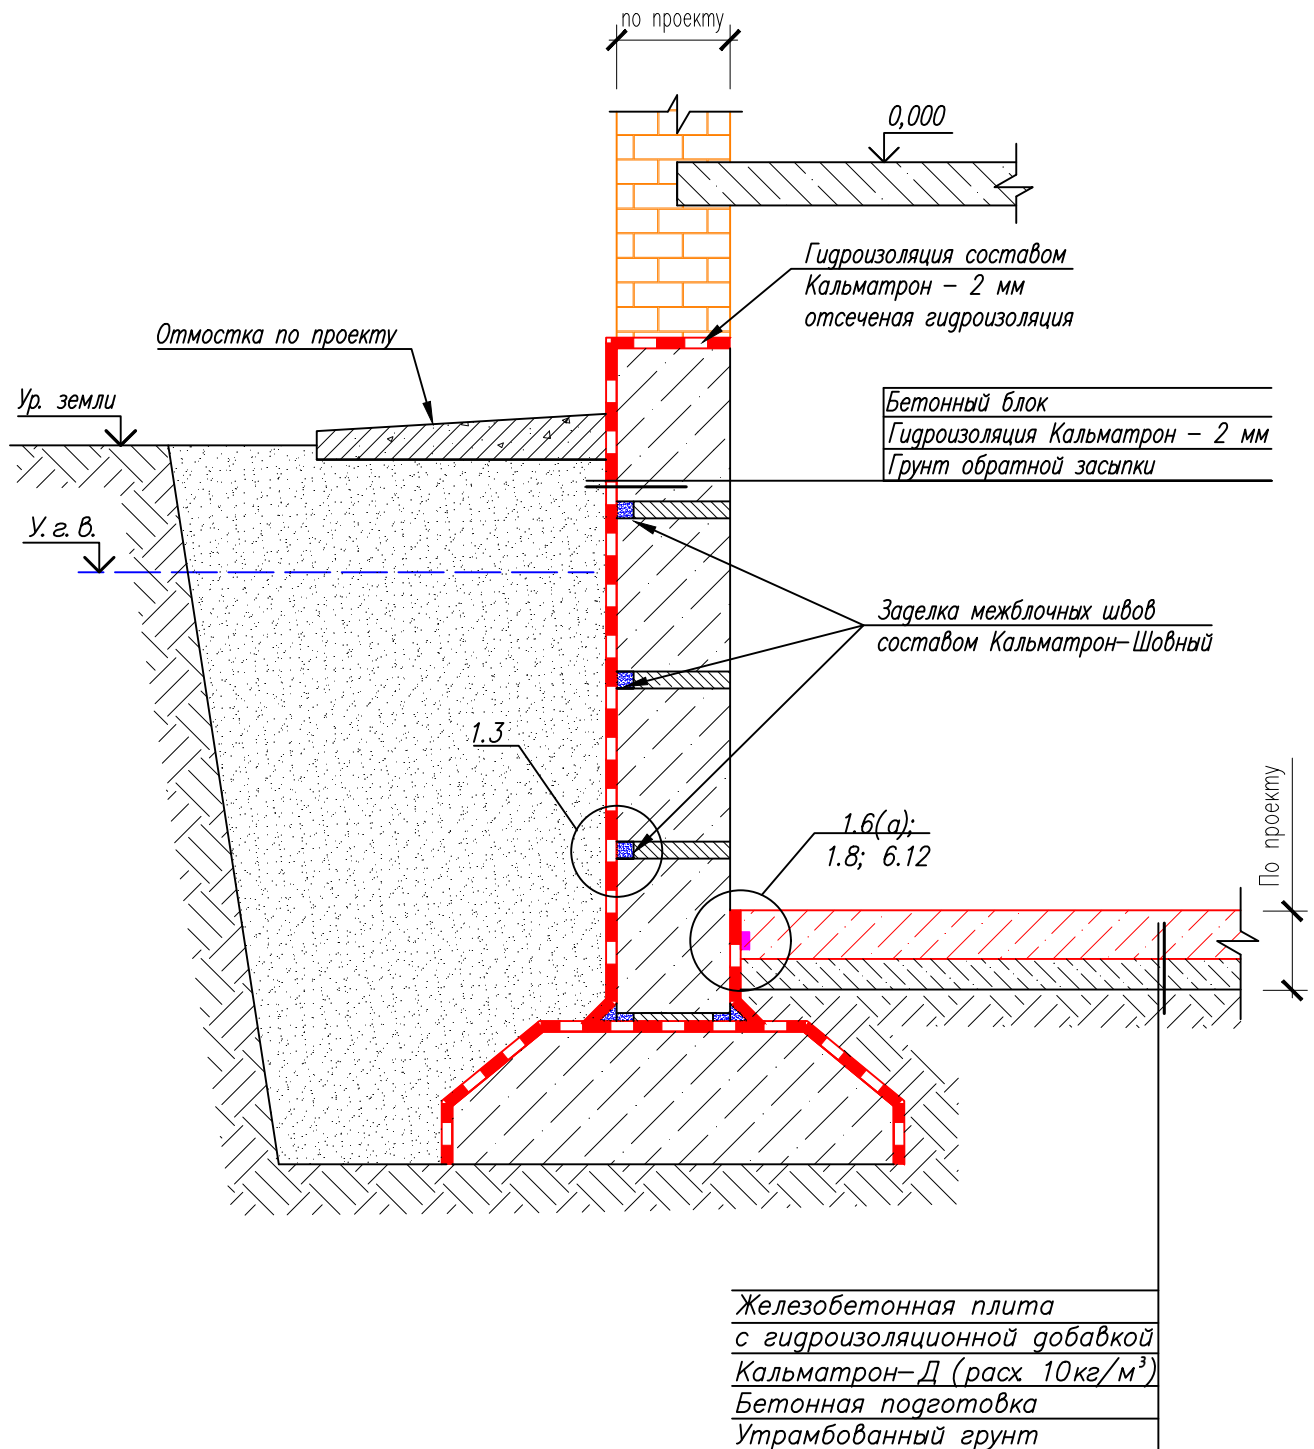 по проекту
0,000
Гидроизоляция составом
Кальматрон - 2 мм
отсеченая гидроизоляция
Отмостка по проекту
Ур. земли
Бетонный блок
Гидроизоляция Кальматрон - 2 мм
Грунт обратной засыпки
У.г.в.
Заделка межблочных швов
составом Кальматрон-Шовный
1.3
1.6(а);
1.8; 6.12
По проекту
Железобетонная плита
с гидроизоляционной добавкой
Кальматрон-Д (расх. 10кг/м³)
Бетонная подготовка
Утрамбованный грунт